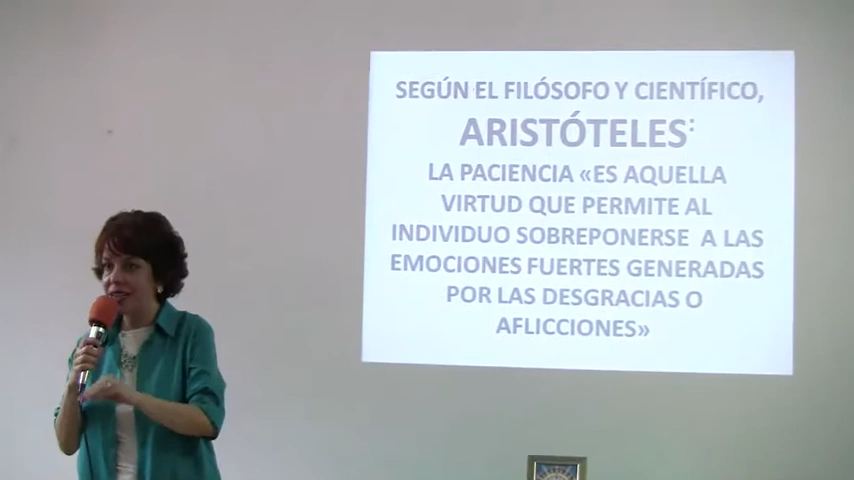 SEGÚN EL FILÓSOFO Y CIENTÍFICO,
ARISTÓTELES:
LA PACIENCIA «ES AQUELLA
VIRTUD QUE PERMITE AL
INDIVIDUO SOBREPONERSE A LAS
EMOCIONES FUERTES GENERADAS
POR LAS DESGRACIAS O
AFLICCIONES»